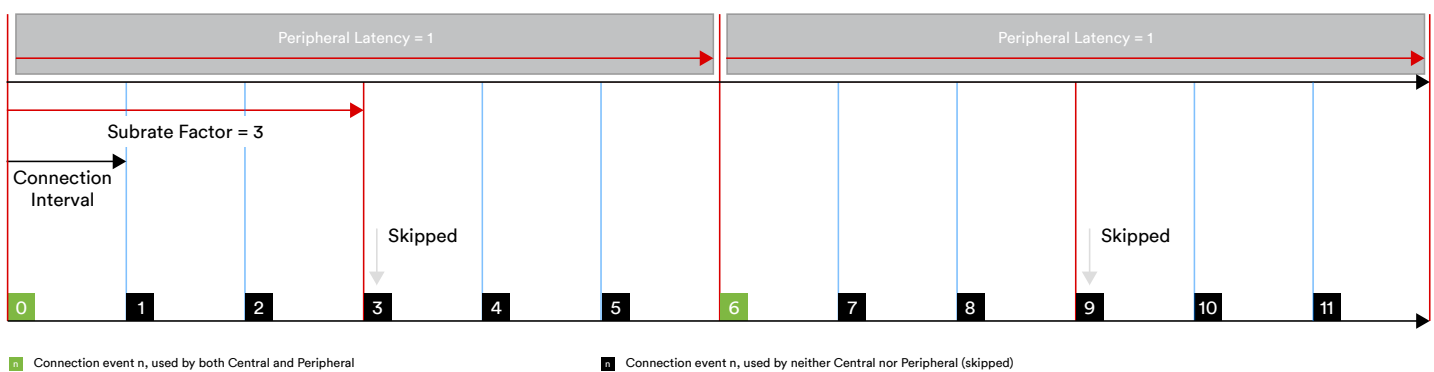 Peripheral Latency = 1
Peripheral Latency = 1
Subrate Factor = 3
Connection
Interval
Skipped
Skipped
0 1 2 3 4 5 6 7 8 9 10 11
n Connection event n, used by both Central and Peripheral
n Connection event n, used by neither Central nor Peripheral (skipped)